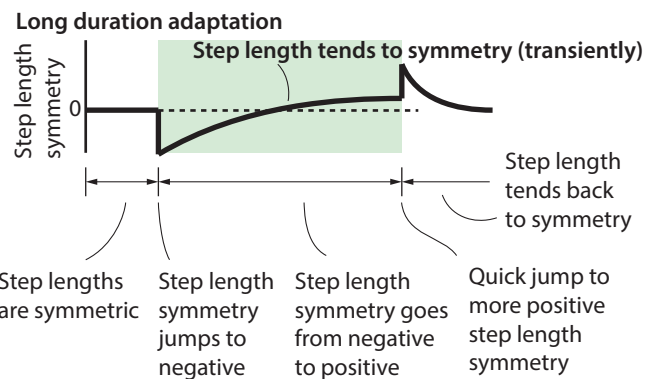 Long duration adaptation
Step length tends to symmetry (transiently)
Step length
symmetry
0
Step length
tends back
to symmetry
Step lengths
are symmetric
Step length
symmetry
jumps to
negative
Step length
symmetry goes
from negative
to positive
Quick jump to
more positive
step length
symmetry